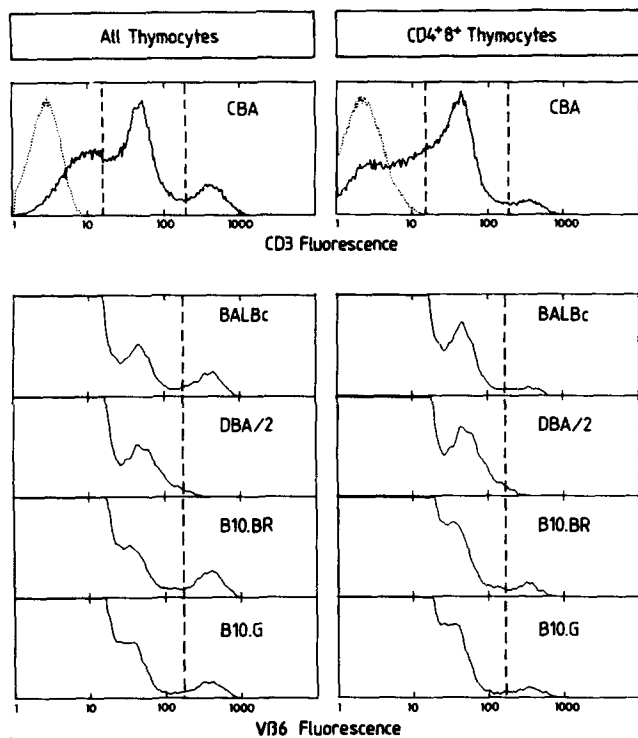 All Thymocytes
CD4⁺8⁺ Thymocytes
CBA
CBA
1 10 100 1000
1 10 100 1000
CD3 Fluorescence
BALBc
BALBc
DBA/2
DBA/2
B10.BR
B10.BR
B10.G
B10.G
1 10 100 1000
1 10 100 1000
Vß6 Fluorescence